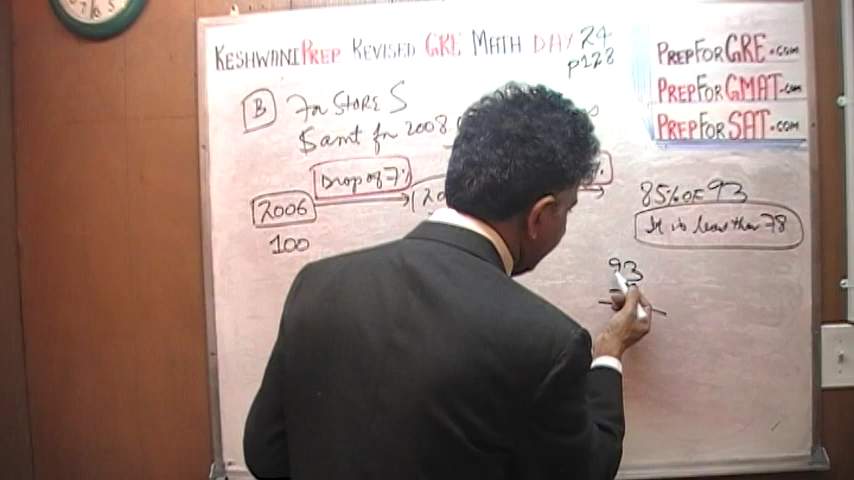 KESHWANIPREP REVISED GRE MATH DAY 24
p128
PREPFORGRE.com
PREPFORGMAT.com
PREPFORSAT.com
B For STORE S
$ amt for 2008
Drop of 7%
2006
100
85% OF 93
It is less than 78
93